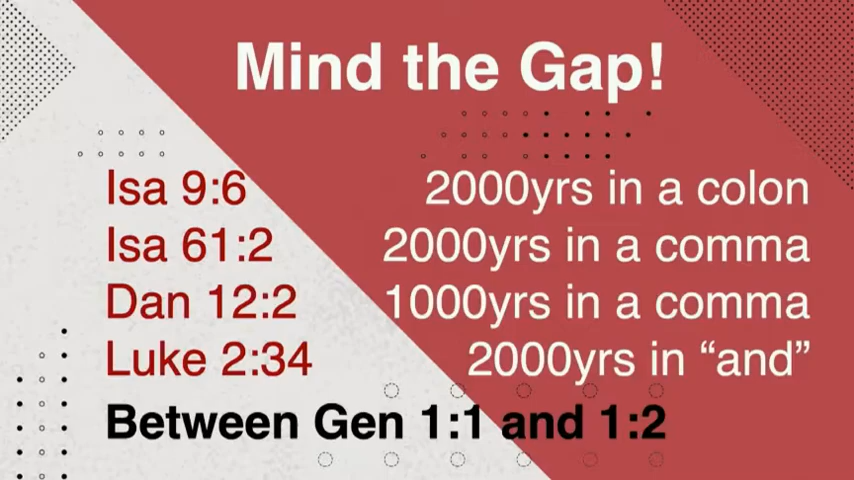 Mind the Gap!
Isa 9:6 2000yrs in a colon
Isa 61:2 2000yrs in a comma
Dan 12:2 1000yrs in a comma
Luke 2:34 2000yrs in “and”
Between Gen 1:1 and 1:2